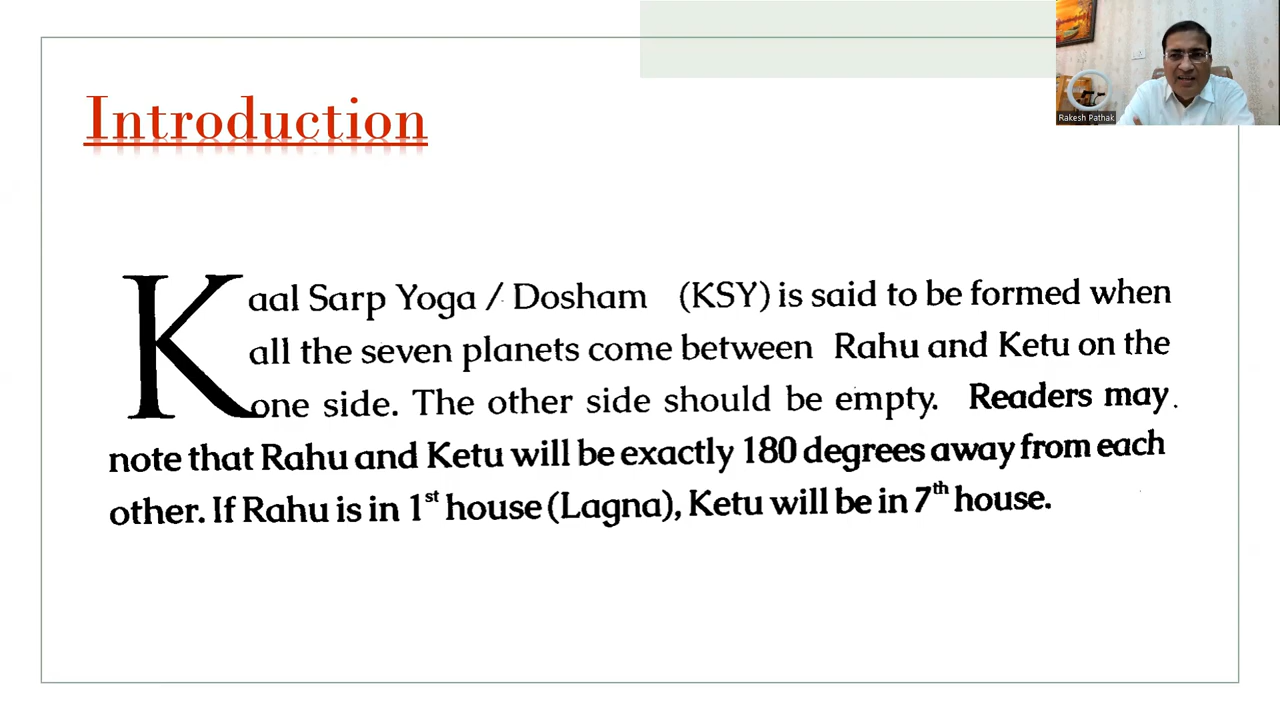 Rakesh Pathak
Introduction
Kaal Sarp Yoga / Dosham (KSY) is said to be formed when
all the seven planets come between Rahu and Ketu on the
one side. The other side should be empty. Readers may
note that Rahu and Ketu will be exactly 180 degrees away from each
other. If Rahu is in 1st house (Lagna), Ketu will be in 7th house.